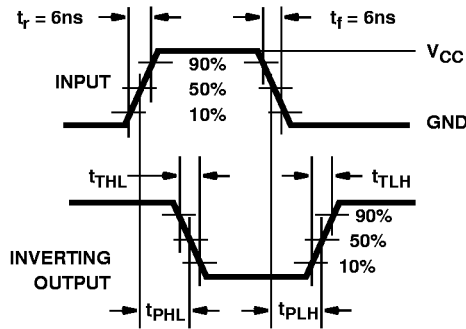 tr = 6ns
tf = 6ns
VCC
INPUT
90%
50%
10%
GND
tTHL
tTLH
90%
50%
10%
INVERTING
OUTPUT
tPHL
tPLH